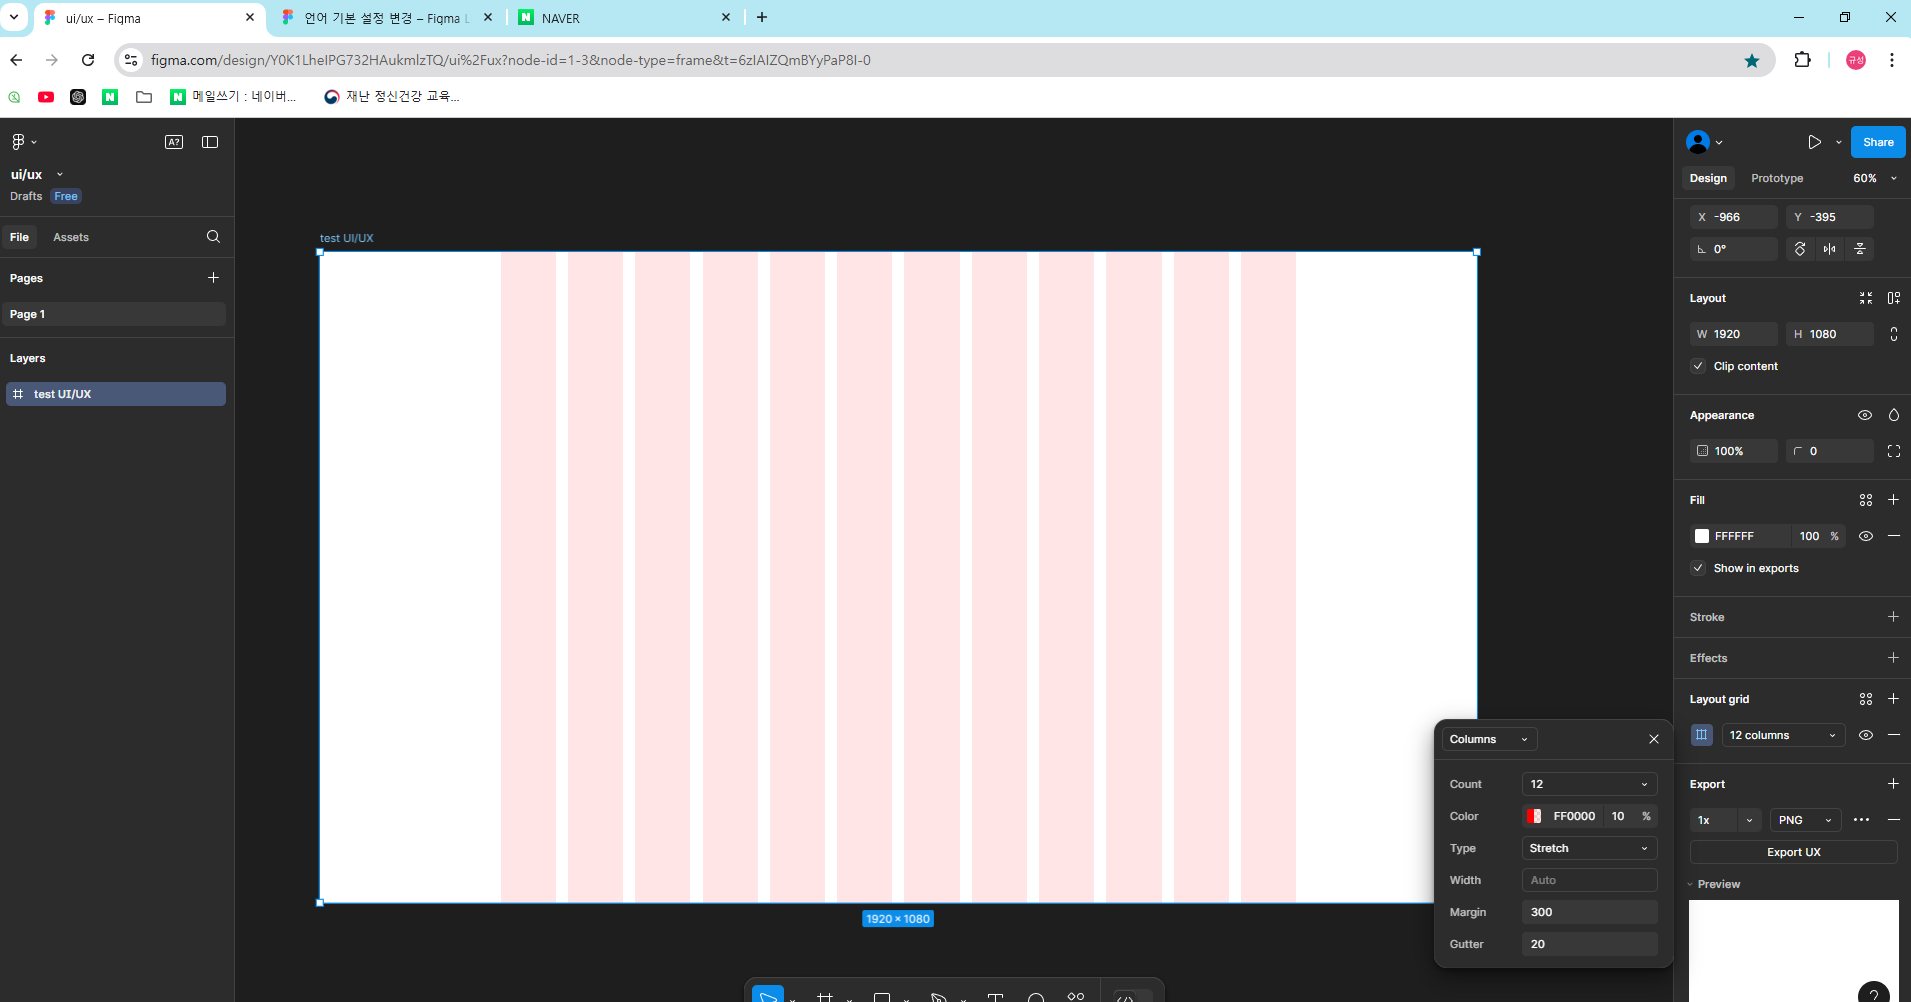 ui/ux – Figma
언어 기본 설정 변경 – Figma L
NAVER
figma.com/design/Y0K1LheIPG732HAukmlzTQ/ui%2Fux?node-id=1-3&node-type=frame&t=6zIAIZQmBYyPaP8I-0
규성
메일쓰기 : 네이버...
재난 정신건강 교육...
A?
ui/ux
Drafts Free
File Assets
Pages
Page 1
Layers
test UI/UX
test UI/UX
1920 × 1080
Share
Design Prototype 60%
X -966 Y -395
0°
Layout
W 1920 H 1080
Clip content
Appearance
100% 0
Fill
FFFFFF 100 %
Show in exports
Stroke
Effects
Layout grid
12 columns
Export
1x PNG
Export UX
Preview
Columns
Count 12
Color FF0000 10 %
Type Stretch
Width Auto
Margin 300
Gutter 20
?